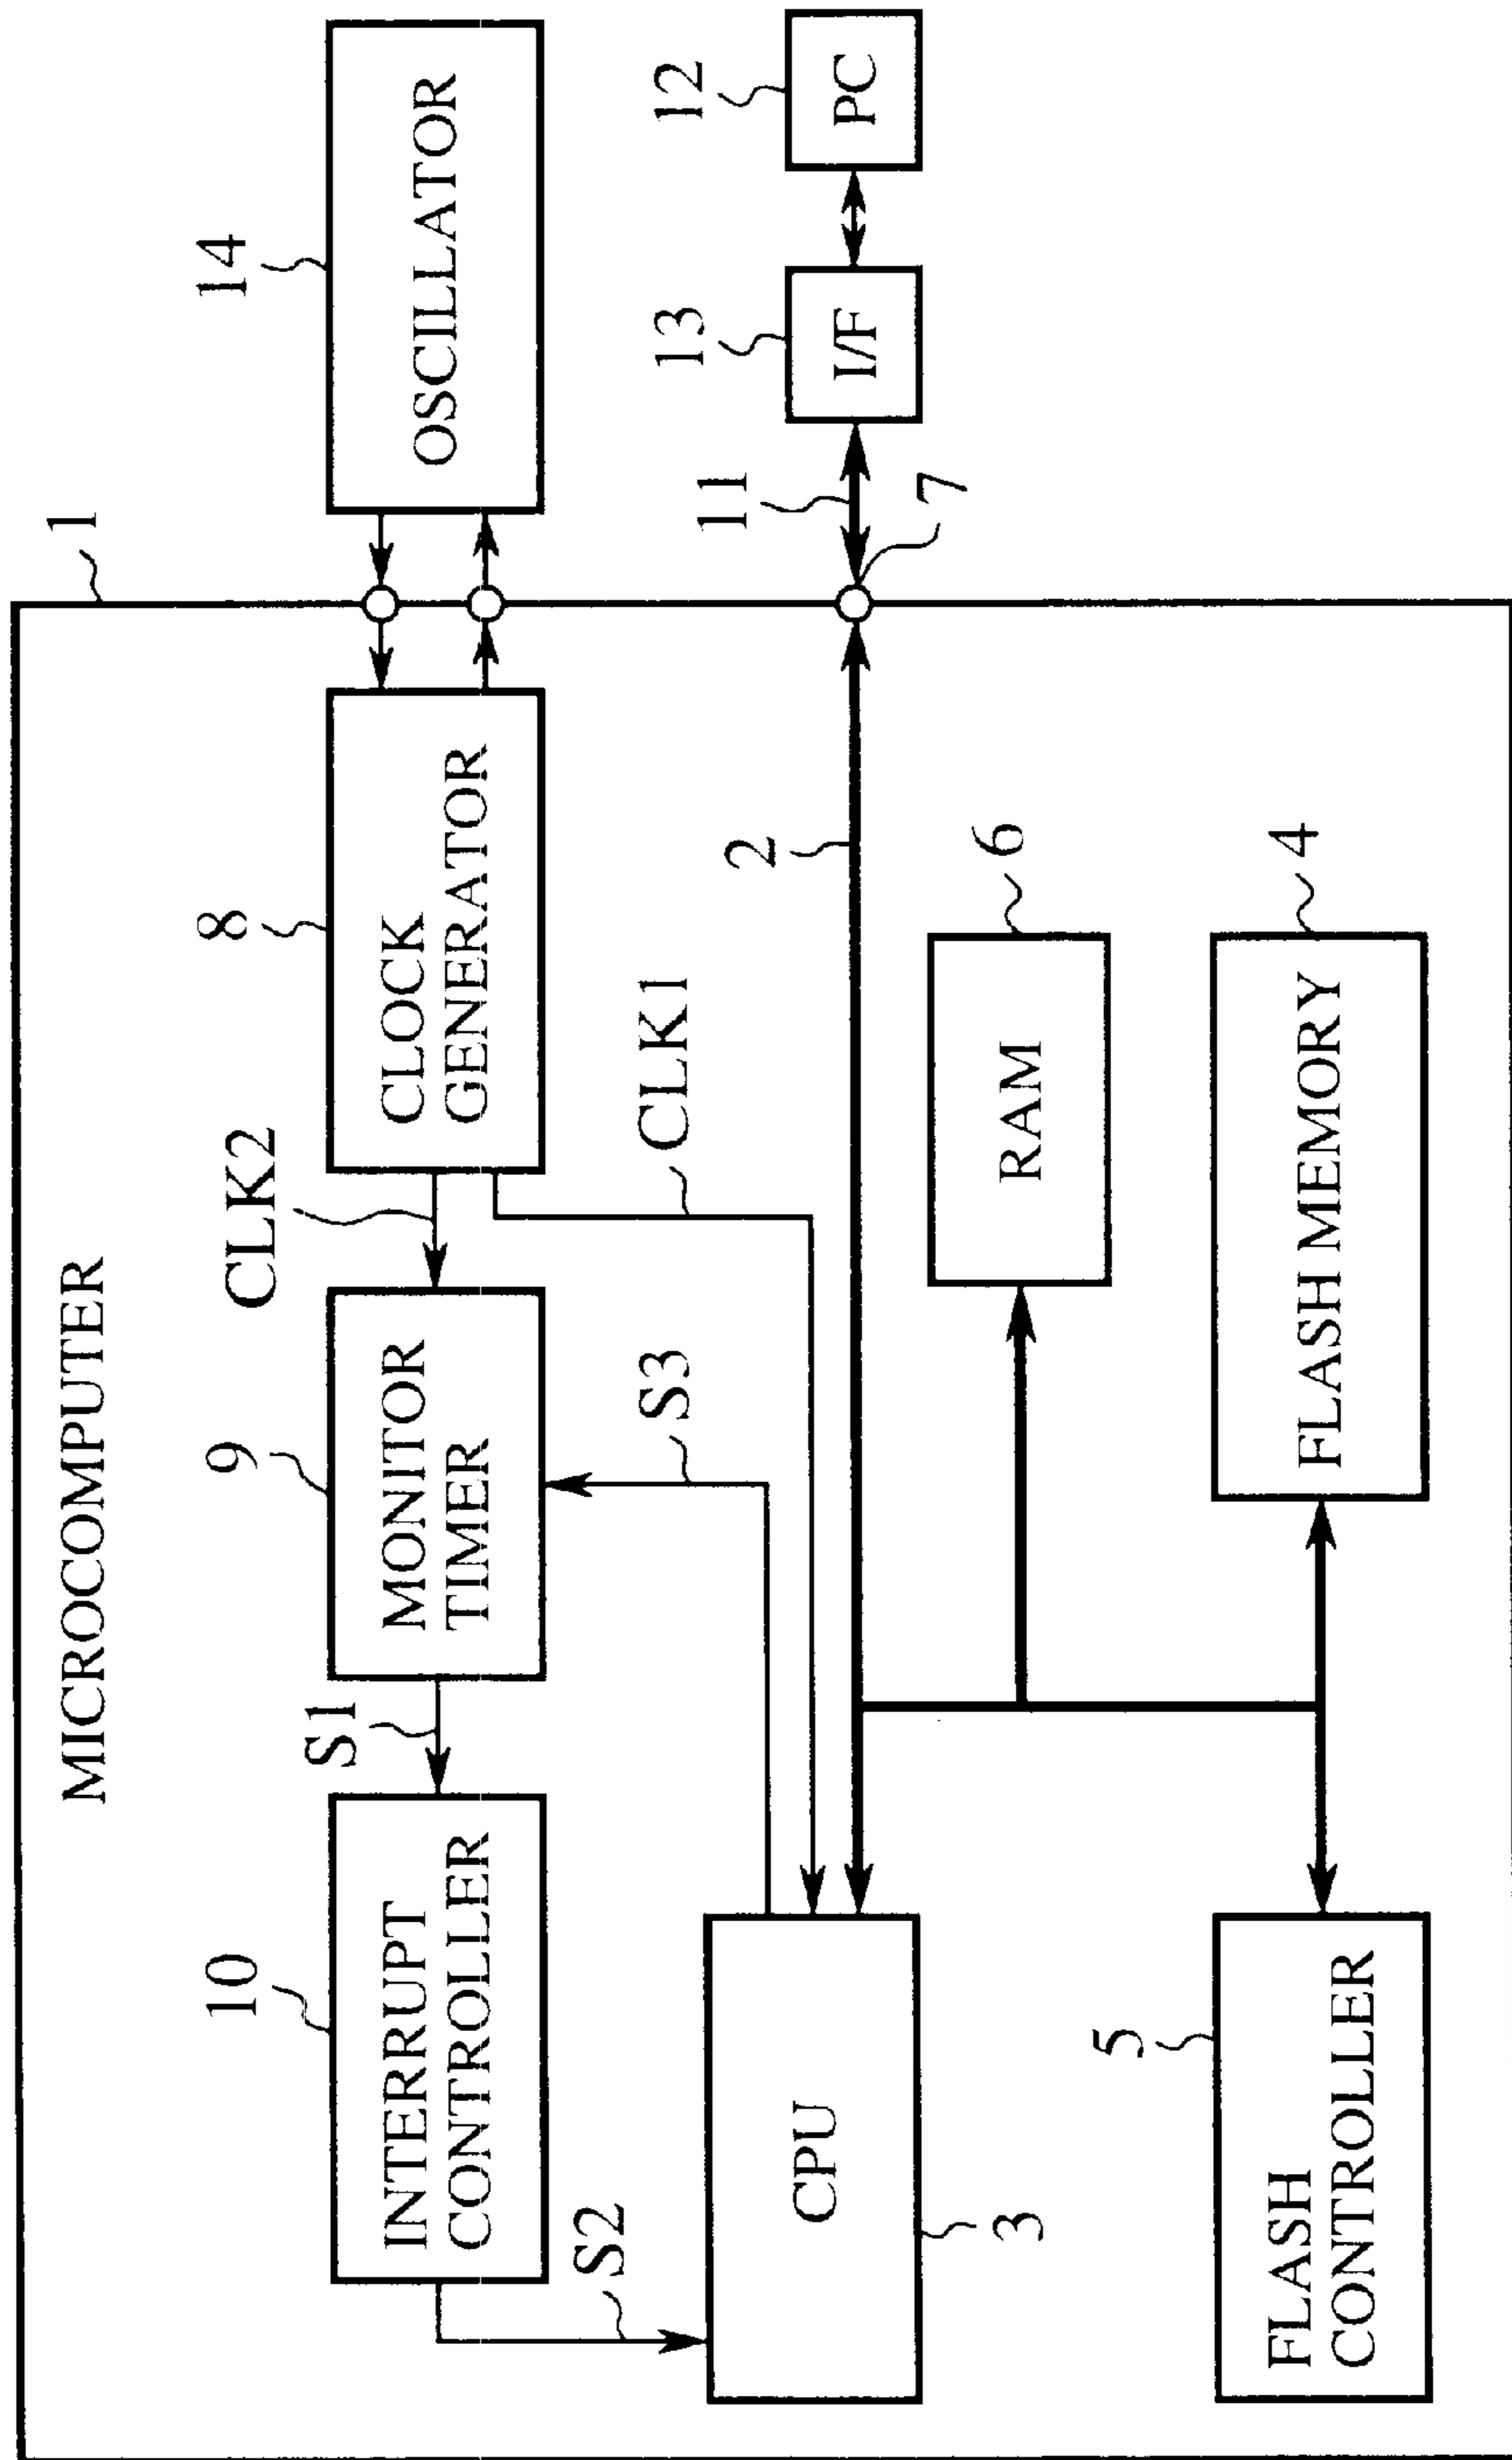 MICROCOMPUTER
1
10
9
8
14
INTERRUPT
CONTROLLER
S1
MONITOR
TIMER
CLK2
CLOCK
GENERATOR
OSCILLATOR
S2
S3
CLK1
CPU
3
2
11
7
13
I/F
12
PC
RAM
6
5
FLASH
CONTROLLER
FLASH MEMORY
4